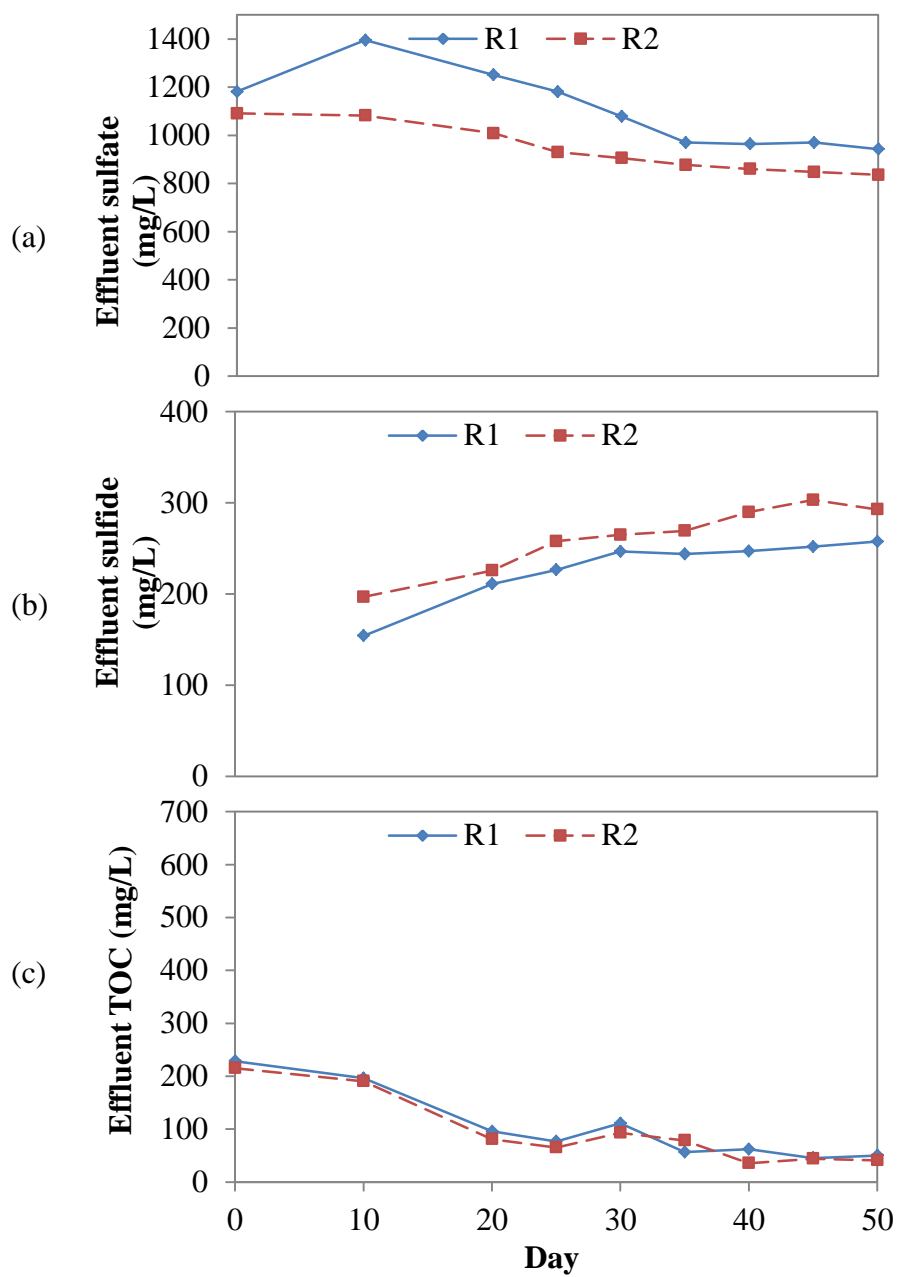 (a)
Effluent sulfate
(mg/L)
1400
1200
1000
800
600
400
200
0
R1 R2
(b)
Effluent sulfide
(mg/L)
400
300
200
100
0
R1 R2
(c)
Effluent TOC (mg/L)
700
600
500
400
300
200
100
0
R1 R2
0 10 20 30 40 50
Day